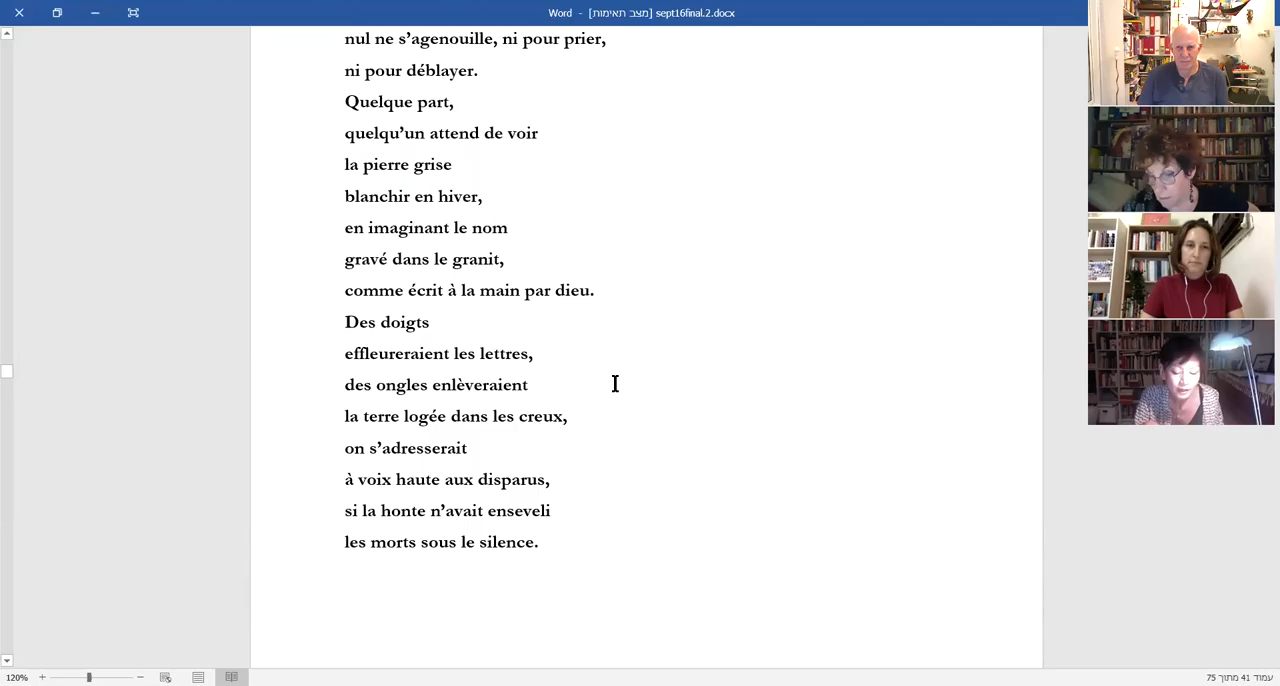 Word - [מצב תאימות] sept16final.2.docx
nul ne s’agenouille, ni pour prier,
ni pour déblayer.
Quelque part,
quelqu’un attend de voir
la pierre grise
blanchir en hiver,
en imaginant le nom
gravé dans le granit,
comme écrit à la main par dieu.
Des doigts
effleureraient les lettres,
des ongles enlèveraient
la terre logée dans les creux,
on s’adresserait
à voix haute aux disparus,
si la honte n’avait enseveli
les morts sous le silence.
120%
עמוד 41 מתוך 75